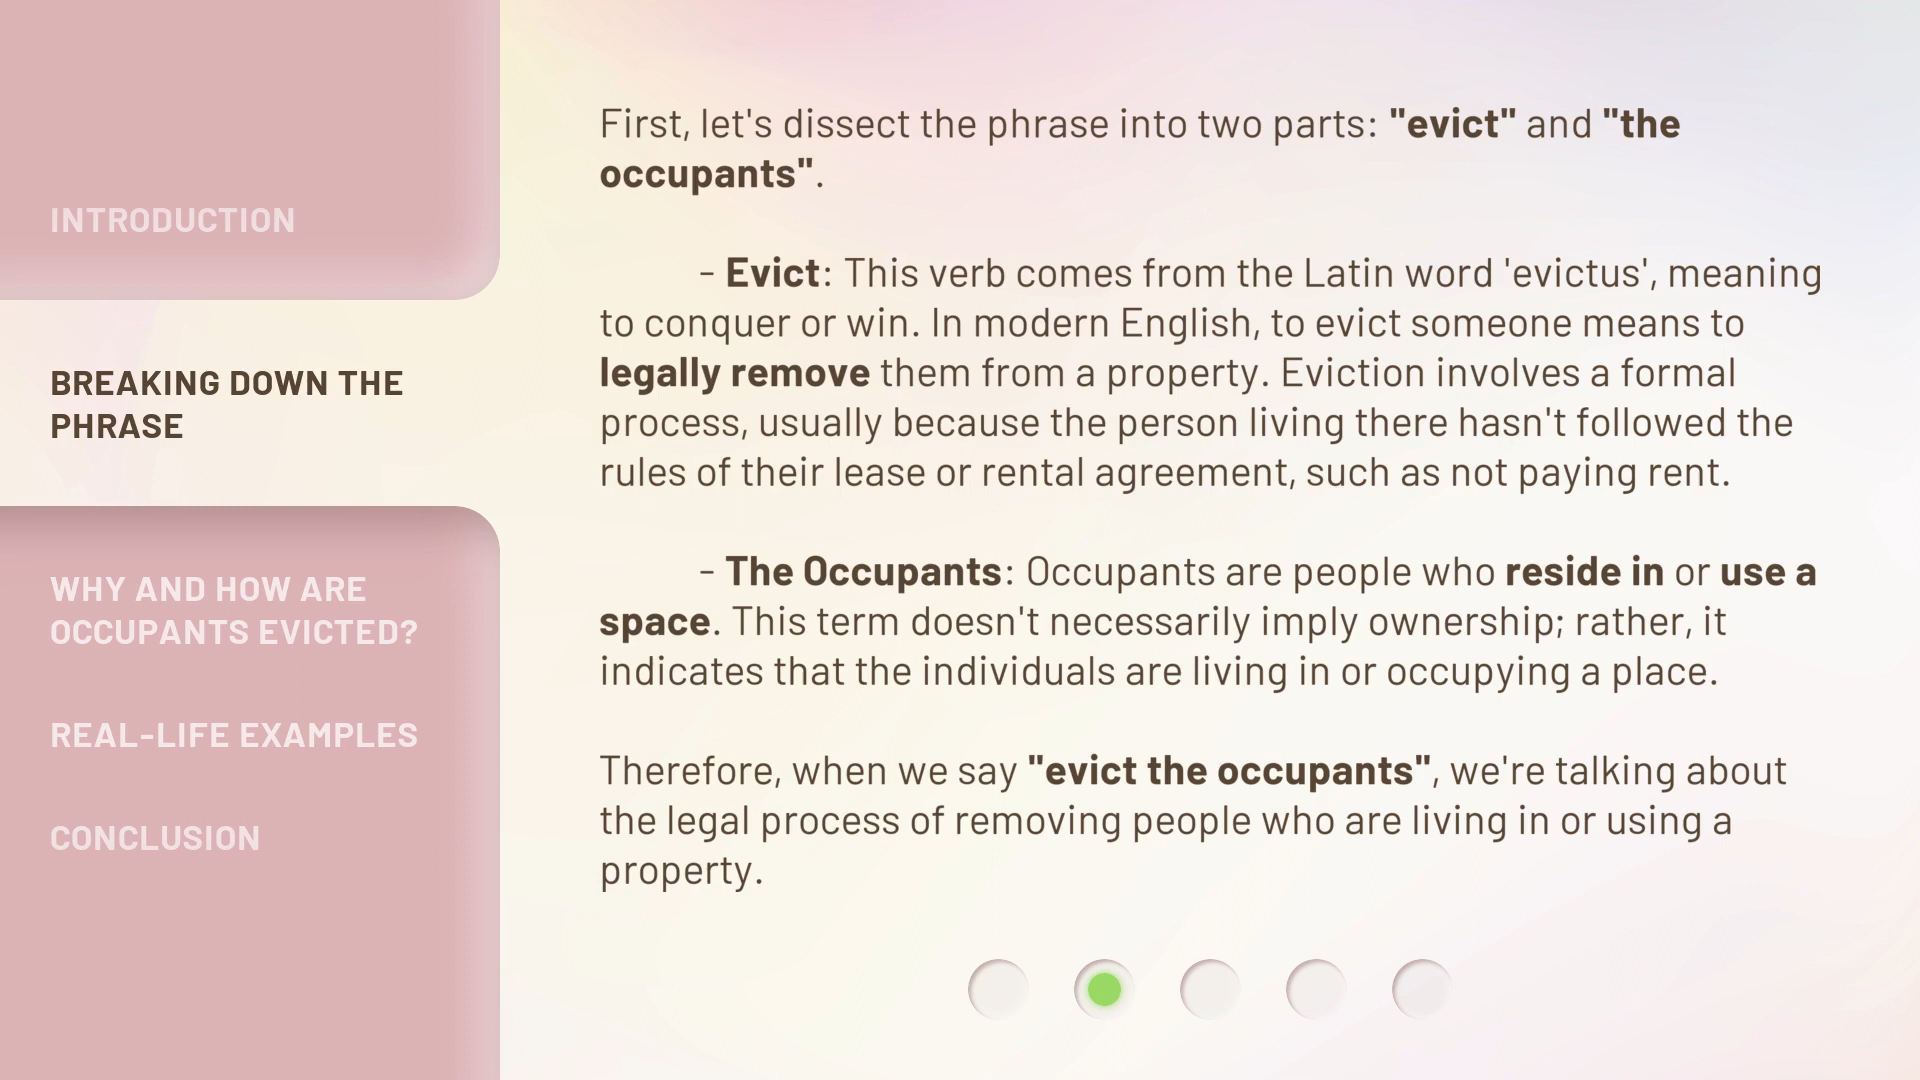 INTRODUCTION
BREAKING DOWN THE
PHRASE
WHY AND HOW ARE
OCCUPANTS EVICTED?
REAL-LIFE EXAMPLES
CONCLUSION
First, let's dissect the phrase into two parts: "evict" and "the
occupants".
- Evict: This verb comes from the Latin word 'evictus', meaning
to conquer or win. In modern English, to evict someone means to
legally remove them from a property. Eviction involves a formal
process, usually because the person living there hasn't followed the
rules of their lease or rental agreement, such as not paying rent.
- The Occupants: Occupants are people who reside in or use a
space. This term doesn't necessarily imply ownership; rather, it
indicates that the individuals are living in or occupying a place.
Therefore, when we say "evict the occupants", we're talking about
the legal process of removing people who are living in or using a
property.